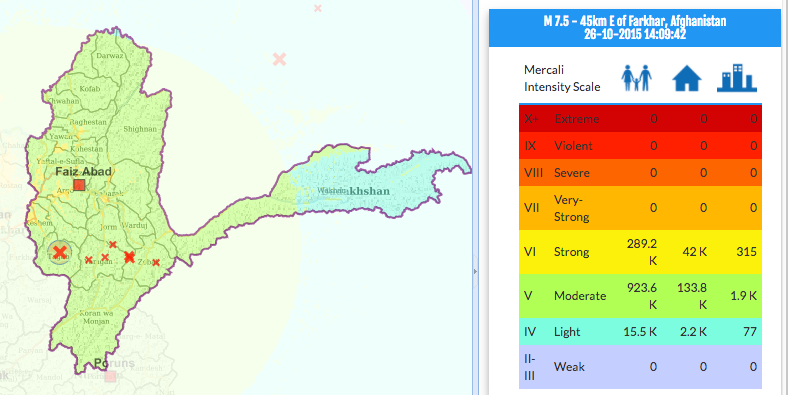 Darwaz
Kofab
Khwahan
Raghestan
Shighnan
Yawan
Kohestan
Yaftal-e-Sufla
Faiz Abad
Argo
Baharak
Wakhan
khshan
Keshem
Jorm
Warduj
Zebak
Koran wa
Monjan
Poruns
M 7.5 - 45km E of Farkhar, Afghanistan
26-10-2015 14:09:42
Mercali
Intensity Scale
X+ Extreme 0 0 0
IX Violent 0 0 0
VIII Severe 0 0 0
VII Very-Strong 0 0 0
VI Strong 289.2 K 42 K 315
V Moderate 923.6 K 133.8 K 1.9 K
IV Light 15.5 K 2.2 K 77
II-III Weak 0 0 0